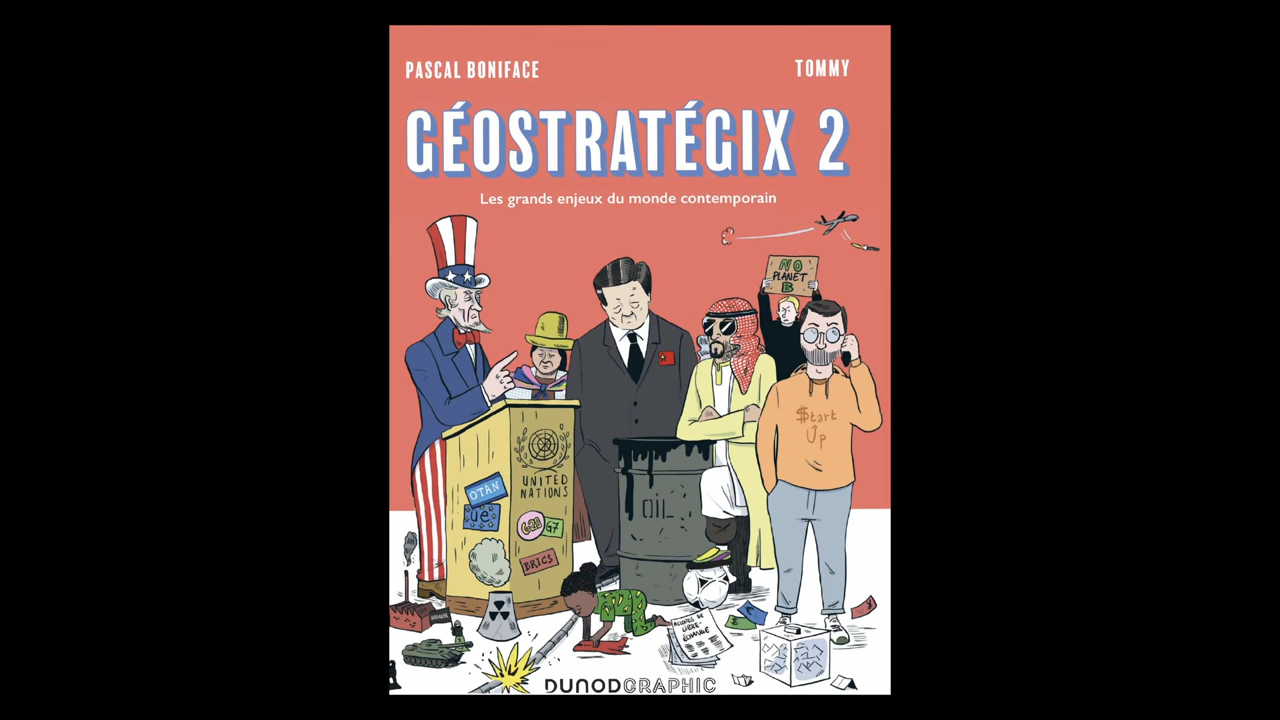 PASCAL BONIFACE
TOMMY
GÉOSTRATÉGIX 2
Les grands enjeux du monde contemporain
NO
PLANET
B
$tart
Up
UNITED
NATIONS
OTAN
UE
G20
G7
BRICS
OIL
ACCORDS DE
LIBRE-
ÉCHANGE
DUNODGRAPHIC